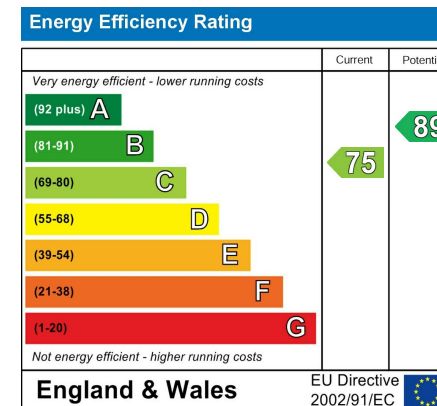 Energy Efficiency Rating
Current Potenti
Very energy efficient - lower running costs
(92 plus) A
(81-91) B
(69-80) C
(55-68) D
(39-54) E
(21-38) F
(1-20) G
75
89
Not energy efficient - higher running costs
England & Wales
EU Directive
2002/91/EC